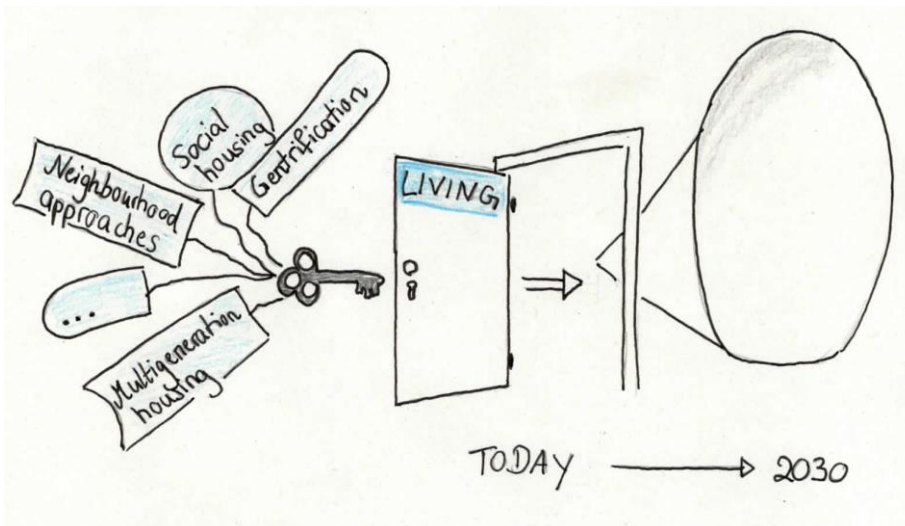 Social
housing
Gentrification
Neighbourhood
approaches
...
Multigeneration
housing
LIVING
TODAY
2030